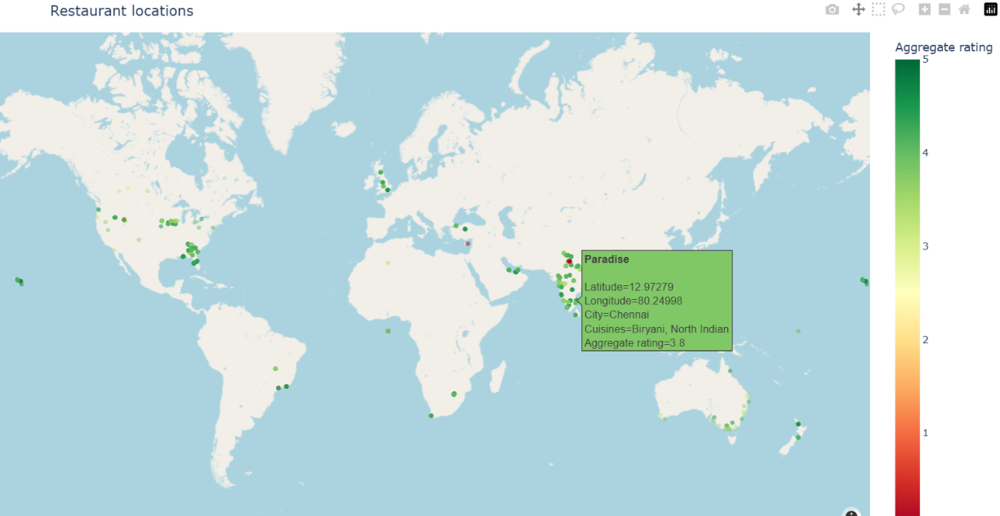 Restaurant locations
Aggregate rating
5
4
3
2
1
Paradise
Latitude=12.97279
Longitude=80.24998
City=Chennai
Cuisines=Biryani, North Indian
Aggregate rating=3.8